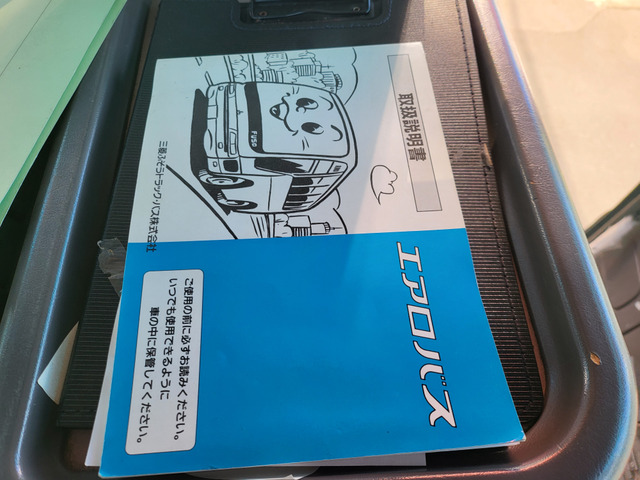 エアロバス
取扱説明書
FUSO
三菱ふそうトラック・バス株式会社
ご使用の前に必ずお読みください。
いつでも使用できるように
車の中に保管してください。